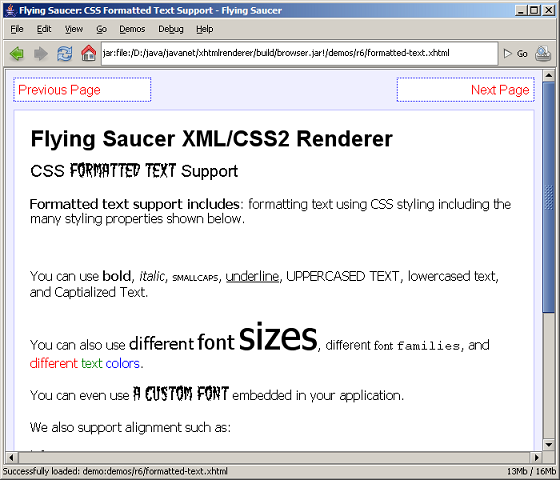 Flying Saucer: CSS Formatted Text Support - Flying Saucer
File Edit View Go Demos Debug Help
jar:file:/D:/java/javanet/xhtmlrenderer/build/browser.jar!/demos/r6/formatted-text.xhtml Go
Previous Page Next Page
Flying Saucer XML/CSS2 Renderer
CSS FORMATTED TEXT Support
Formatted text support includes: formatting text using CSS styling including the
many styling properties shown below.
You can use bold, italic, SMALLCAPS, underline, UPPERCASED TEXT, lowercased text,
and Captialized Text.
You can also use different font sizes, different font families, and
different text colors.
You can even use A CUSTOM FONT embedded in your application.
We also support alignment such as:
Successfully loaded: demo:demos/r6/formatted-text.xhtml 13Mb / 16Mb